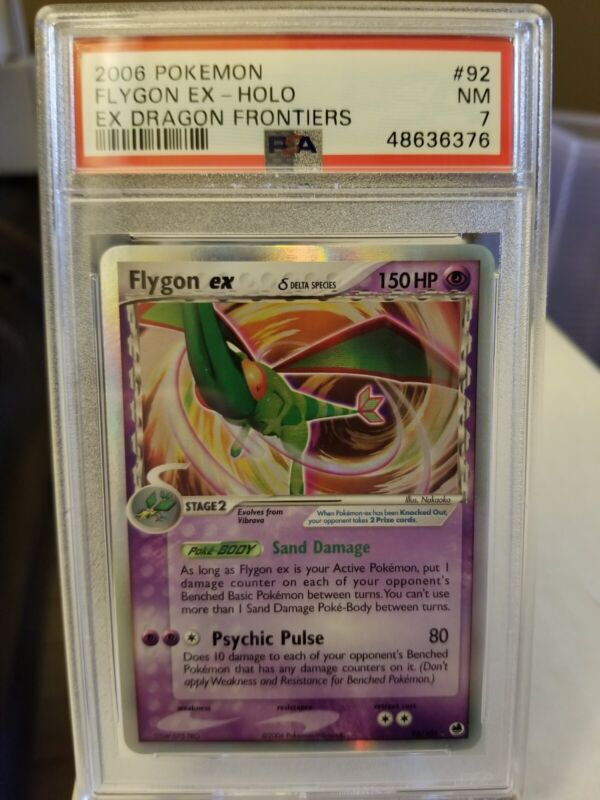 2006 POKEMON #92
FLYGON EX - HOLO NM
EX DRAGON FRONTIERS 7
PSA 48636376
Flygon ex δ DELTA SPECIES 150 HP
Illus. Nakaoka
STAGE2
Evolves from
Vibrava
When Pokémon-ex has been Knocked Out,
your opponent takes 2 Prize cards.
Poké-BODY Sand Damage
As long as Flygon ex is your Active Pokémon, put 1
damage counter on each of your opponent's
Benched Basic Pokémon between turns. You can't use
more than 1 Sand Damage Poké-Body between turns.
Psychic Pulse 80
Does 10 damage to each of your opponent's Benched
Pokémon that has any damage counters on it. (Don't
apply Weakness and Resistance for Benched Pokémon.)
weakness resistance retreat cost
©2006 Pokémon/Nintendo